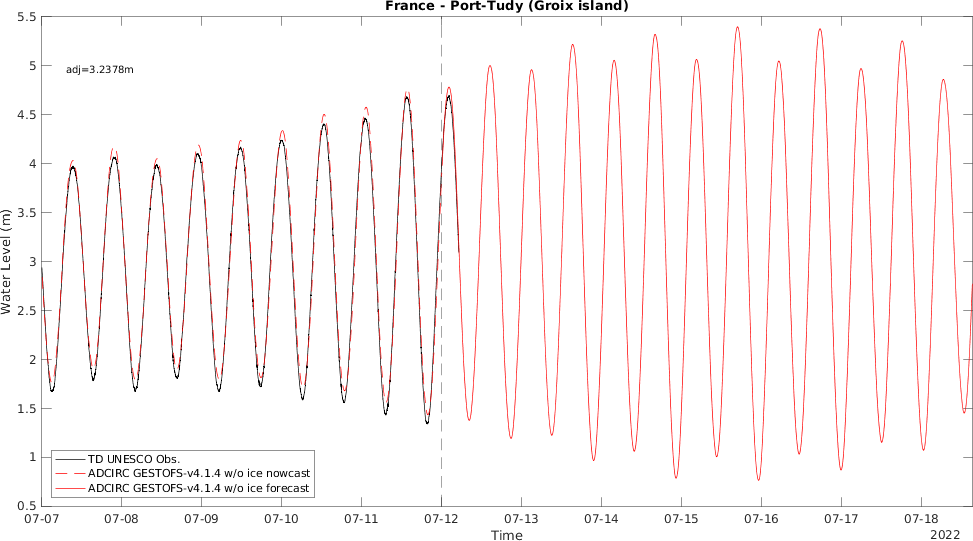 France - Port-Tudy (Groix island)
adj=3.2378m
5.5
5
4.5
4
3.5
3
2.5
2
1.5
1
0.5
Water Level (m)
TD UNESCO Obs.
ADCIRC GESTOFS-v4.1.4 w/o ice nowcast
ADCIRC GESTOFS-v4.1.4 w/o ice forecast
07-07 07-08 07-09 07-10 07-11 07-12 07-13 07-14 07-15 07-16 07-17 07-18
Time
2022